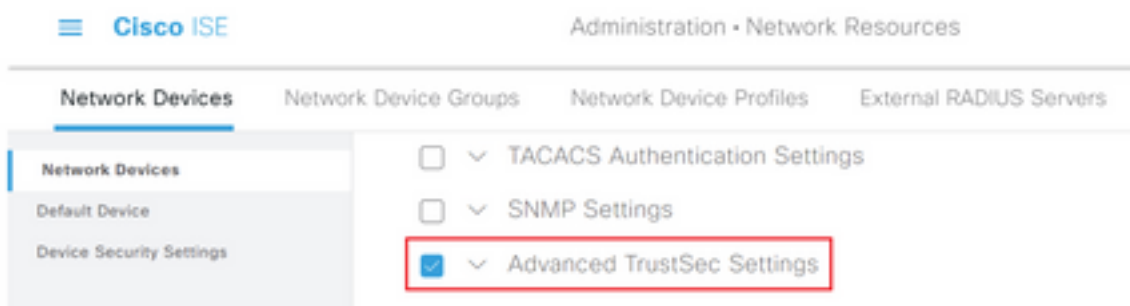 Cisco ISE
Administration · Network Resources
Network Devices
Network Device Groups
Network Device Profiles
External RADIUS Servers
Network Devices
Default Device
Device Security Settings
TACACS Authentication Settings
SNMP Settings
Advanced TrustSec Settings